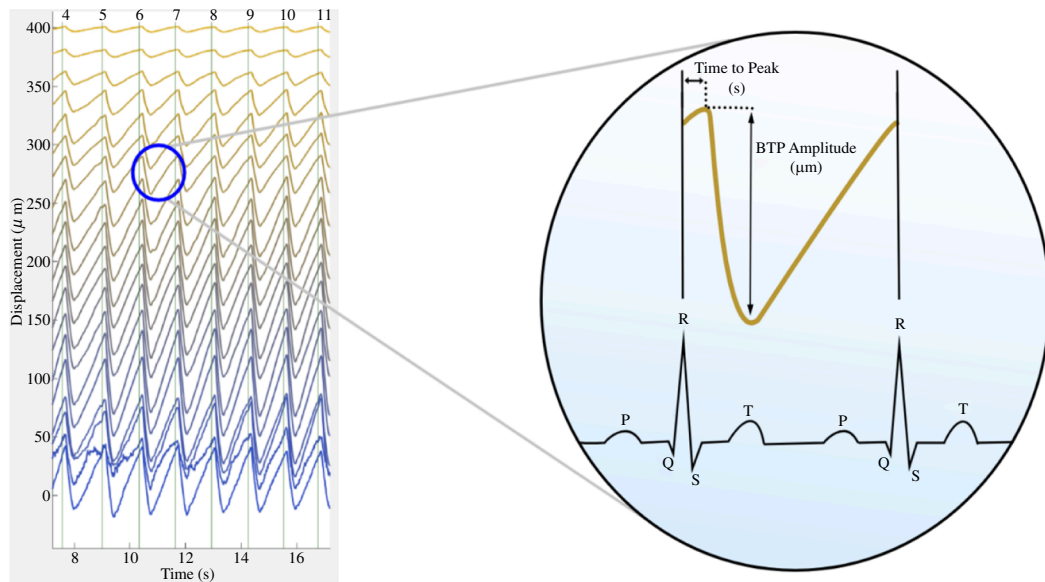 4 5 6 7 8 9 10 11
400
350
300
250
200
150
100
50
0
Displacement (μ m)
8 10 12 14 16
Time (s)
Time to Peak
(s)
BTP Amplitude
(μm)
R R
P T P T
Q S Q S